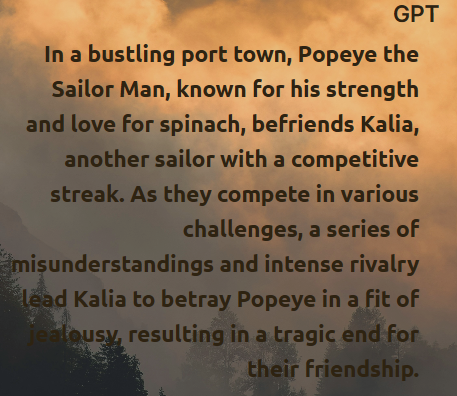 GPT
In a bustling port town, Popeye the
Sailor Man, known for his strength
and love for spinach, befriends Kalia,
another sailor with a competitive
streak. As they compete in various
challenges, a series of
misunderstandings and intense rivalry
lead Kalia to betray Popeye in a fit of
jealousy, resulting in a tragic end for
their friendship.